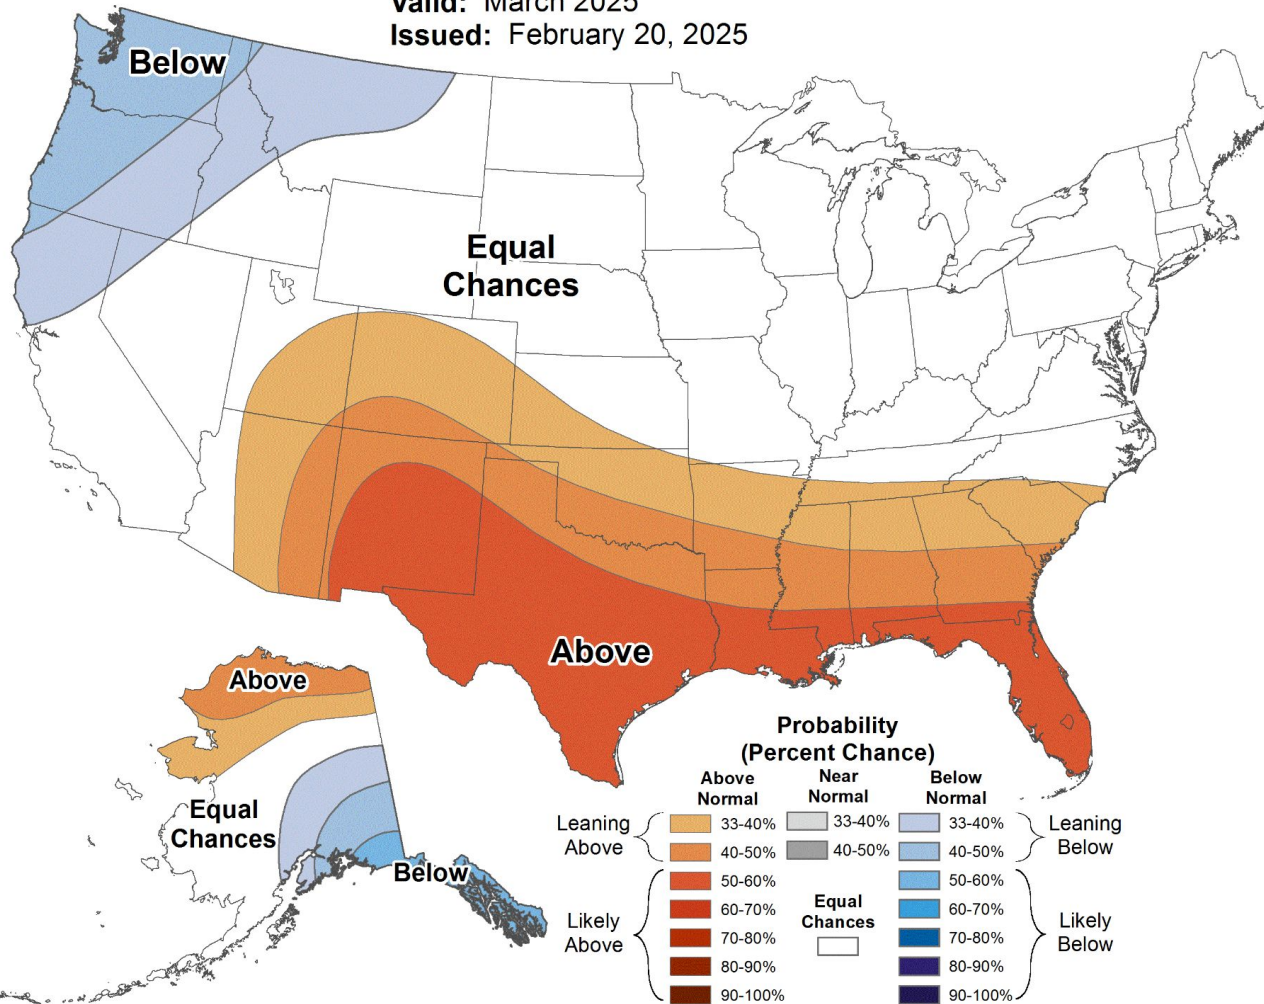 Valid: March 2025
Issued: February 20, 2025
Below
Equal
Chances
Above
Above
Equal
Chances
Below
Probability
(Percent Chance)
Above
Normal
Near
Normal
Below
Normal
Leaning
Above
33-40%
33-40%
33-40%
Leaning
Below
40-50%
40-50%
40-50%
Likely
Above
50-60%
60-70%
70-80%
80-90%
90-100%
Equal
Chances
50-60%
60-70%
70-80%
80-90%
90-100%
Likely
Below